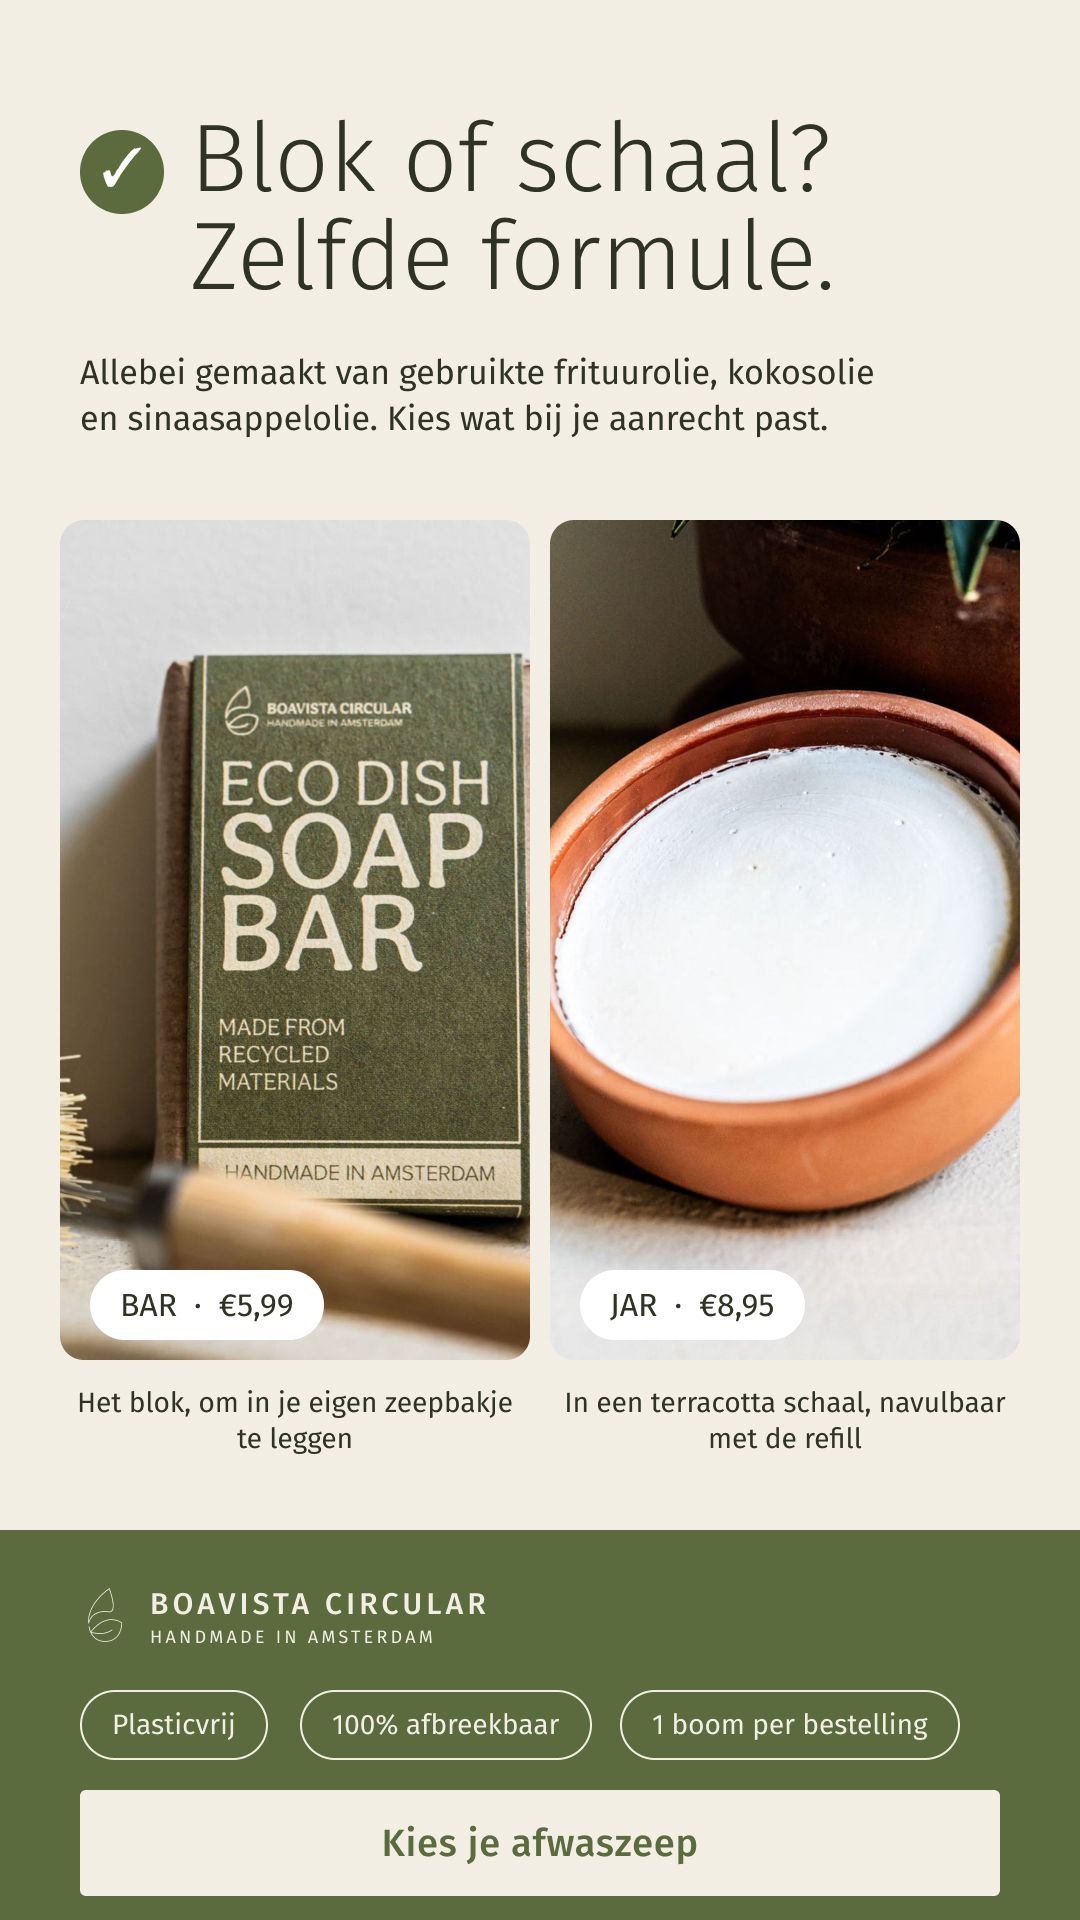 ✓ Blok of schaal?
Zelfde formule.
Allebei gemaakt van gebruikte frituurolie, kokosolie
en sinaasappelolie. Kies wat bij je aanrecht past.
BOAVISTA CIRCULAR
HANDMADE IN AMSTERDAM
ECO DISH
SOAP
BAR
MADE FROM
RECYCLED
MATERIALS
HANDMADE IN AMSTERDAM
BAR · €5,99
Het blok, om in je eigen zeepbakje
te leggen
JAR · €8,95
In een terracotta schaal, navulbaar
met de refill
BOAVISTA CIRCULAR
HANDMADE IN AMSTERDAM
Plasticvrij
100% afbreekbaar
1 boom per bestelling
Kies je afwaszeep